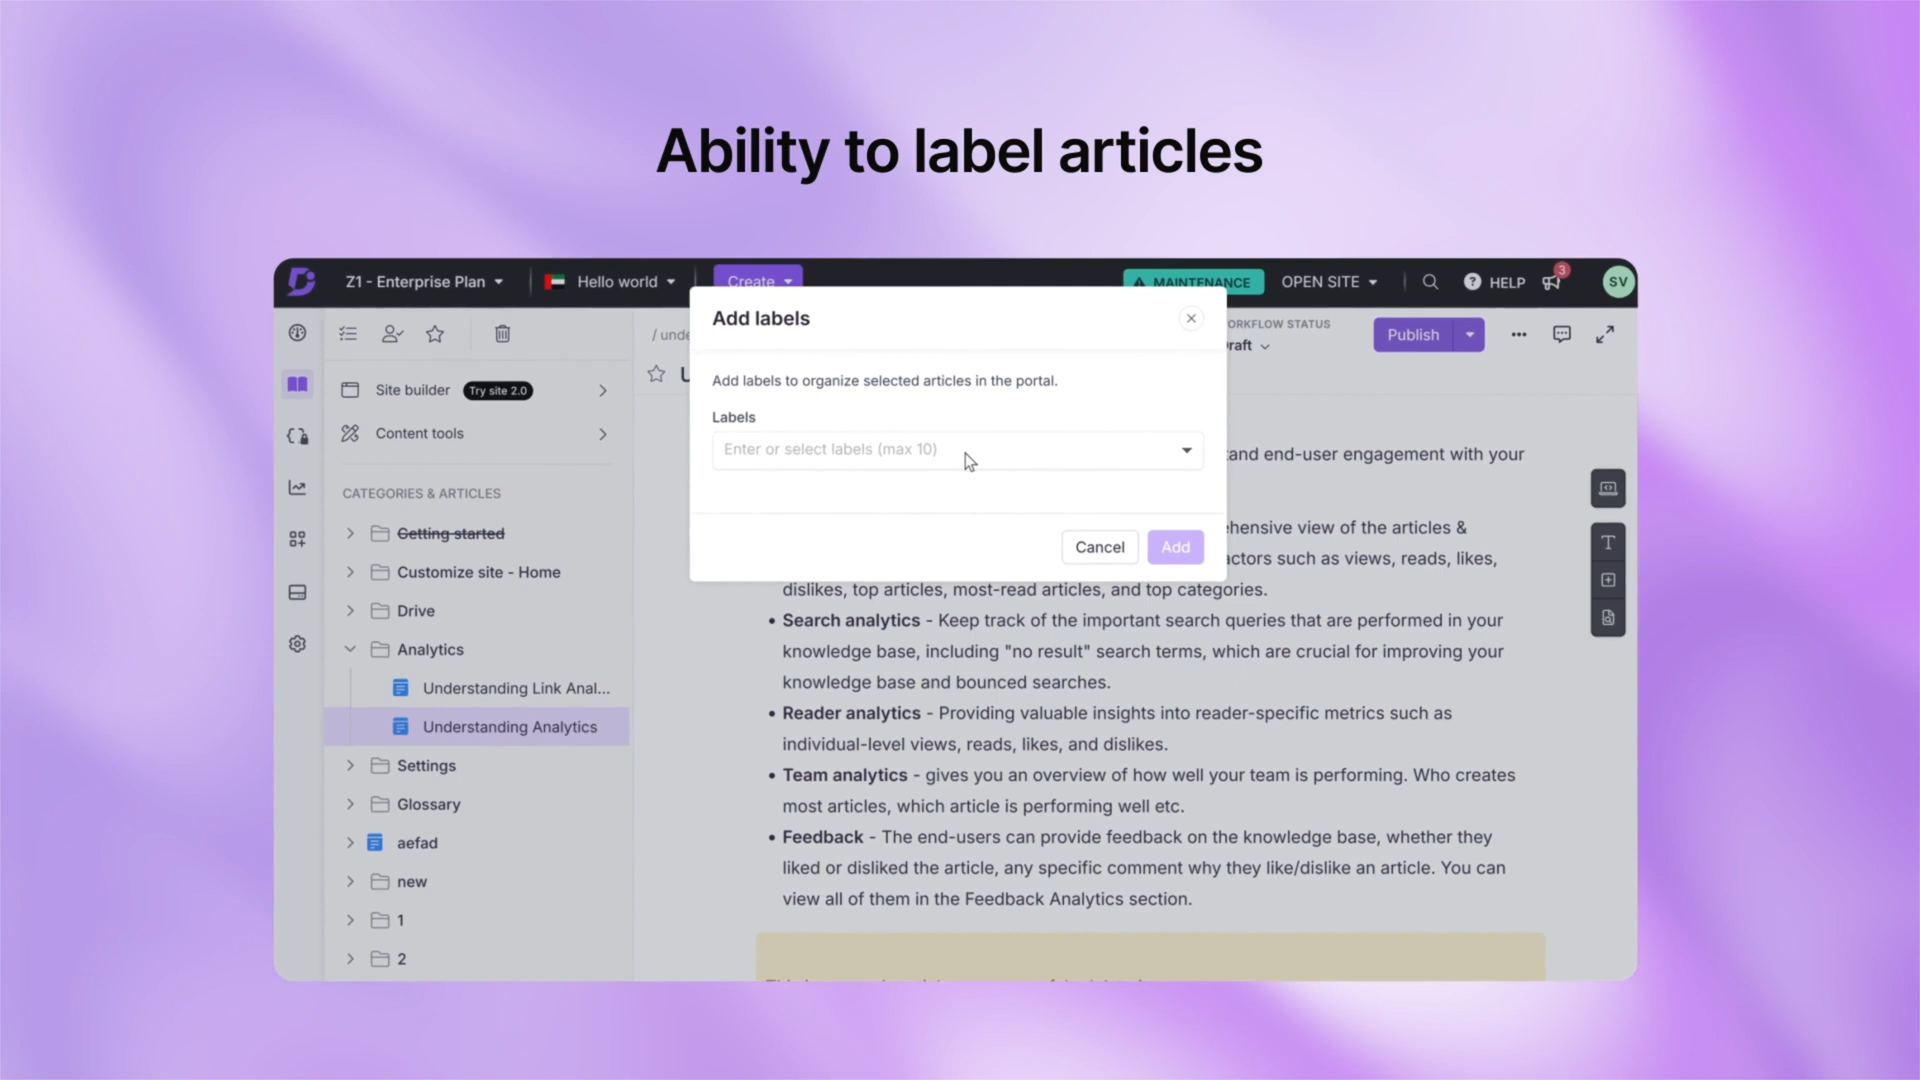 Ability to label articles
Z1 - Enterprise Plan
Hello world
Create
MAINTENANCE
OPEN SITE
HELP
3
SV
Add labels
Add labels to organize selected articles in the portal.
Labels
Enter or select labels (max 10)
Cancel
Add
/ unde
ORKFLOW STATUS
raft
Publish
U
Site builder
Try site 2.0
Content tools
CATEGORIES & ARTICLES
Getting started
Customize site - Home
Drive
Analytics
Understanding Link Anal...
Understanding Analytics
Settings
Glossary
aefad
new
1
2
and end-user engagement with your
hensive view of the articles &
actors such as views, reads, likes,
dislikes, top articles, most-read articles, and top categories.
• Search analytics - Keep track of the important search queries that are performed in your
knowledge base, including "no result" search terms, which are crucial for improving your
knowledge base and bounced searches.
• Reader analytics - Providing valuable insights into reader-specific metrics such as
individual-level views, reads, likes, and dislikes.
• Team analytics - gives you an overview of how well your team is performing. Who creates
most articles, which article is performing well etc.
• Feedback - The end-users can provide feedback on the knowledge base, whether they
liked or disliked the article, any specific comment why they like/dislike an article. You can
view all of them in the Feedback Analytics section.